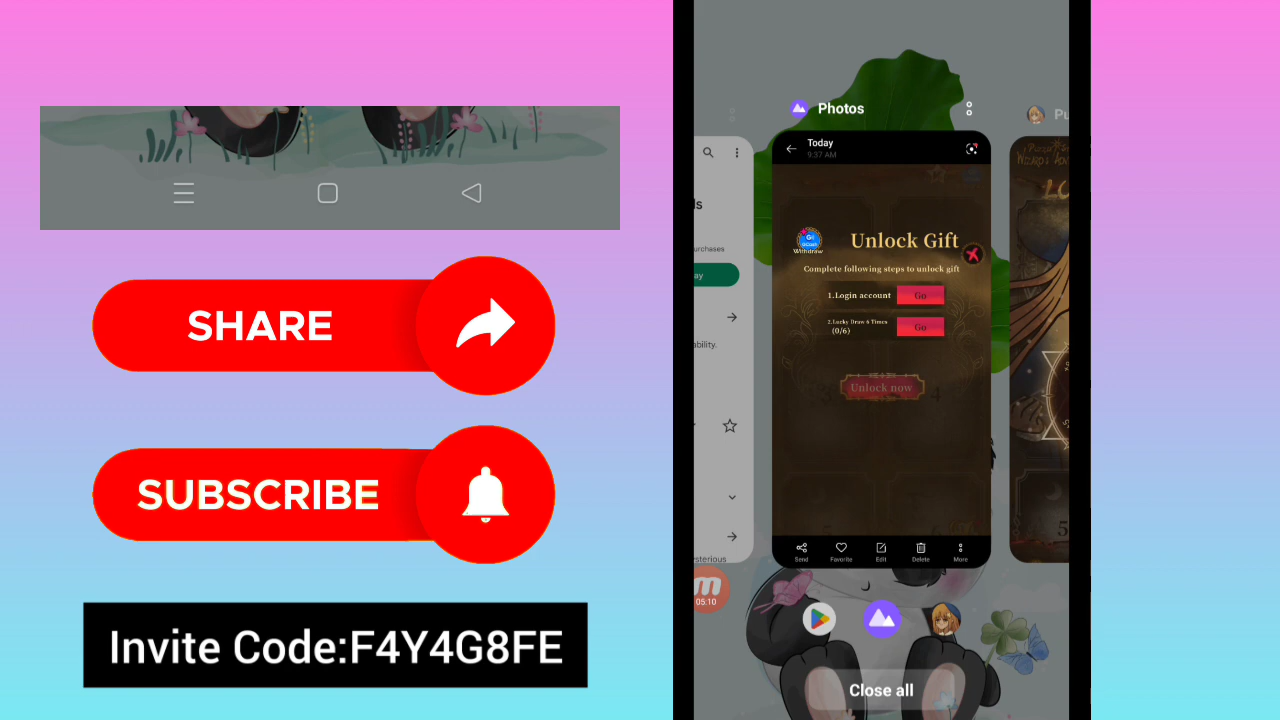 SHARE
SUBSCRIBE
Invite Code:F4Y4G8FE
Photos
Today
9:37 AM
GCash
Withdraw
Unlock Gift
Complete following steps to unlock gift
1.Login account
Go
2.Lucky Draw 6 Times
(0/6)
Go
Unlock now
Send
Favorite
Edit
Delete
More
05:10
Close all